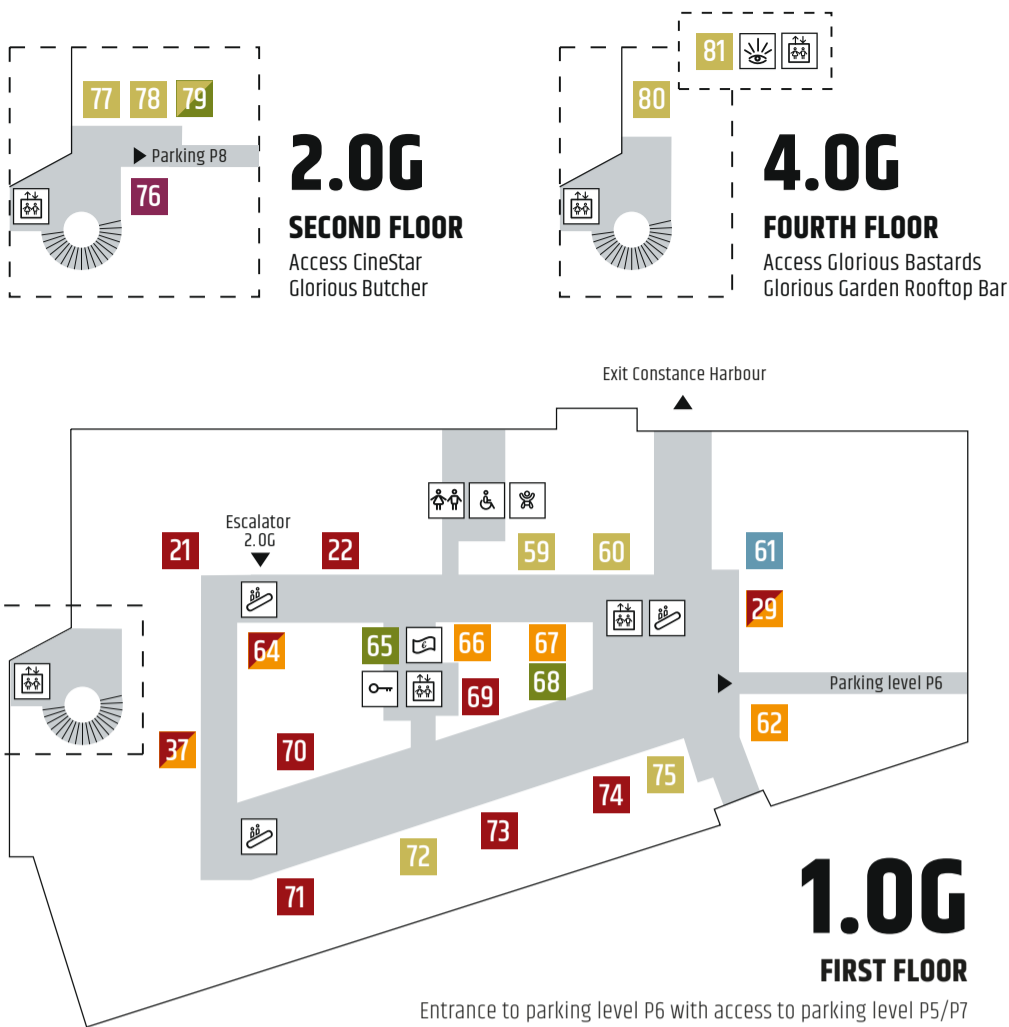 77 78 79
Parking P8
76
2.0G
SECOND FLOOR
Access CineStar
Glorious Butcher
81
80
4.0G
FOURTH FLOOR
Access Glorious Bastards
Glorious Garden Rooftop Bar
Exit Constance Harbour
Escalator
2.0G
21 22 59 60 61
29
64 65 € 66 67
68
69
Parking level P6
37 70 62
75
74
73
72
71
1.0G
FIRST FLOOR
Entrance to parking level P6 with access to parking level P5/P7